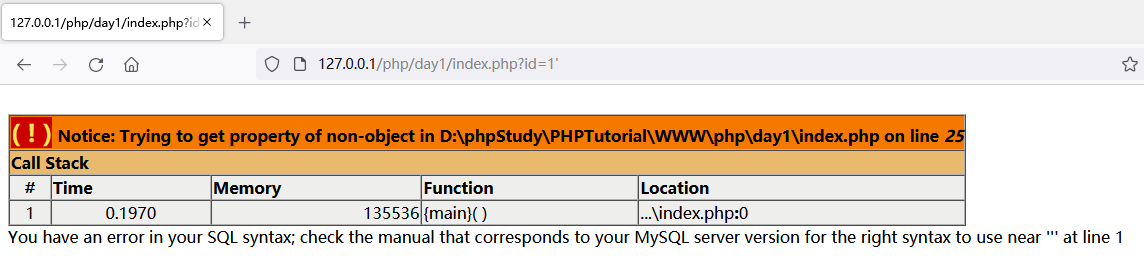 127.0.0.1/php/day1/index.php?id
127.0.0.1/php/day1/index.php?id=1'
(!) Notice: Trying to get property of non-object in D:\phpStudy\PHPTutorial\WWW\php\day1\index.php on line 25
Call Stack
# Time Memory Function Location
1 0.1970 135536 {main}( ) ...\index.php:0
You have an error in your SQL syntax; check the manual that corresponds to your MySQL server version for the right syntax to use near ''' at line 1